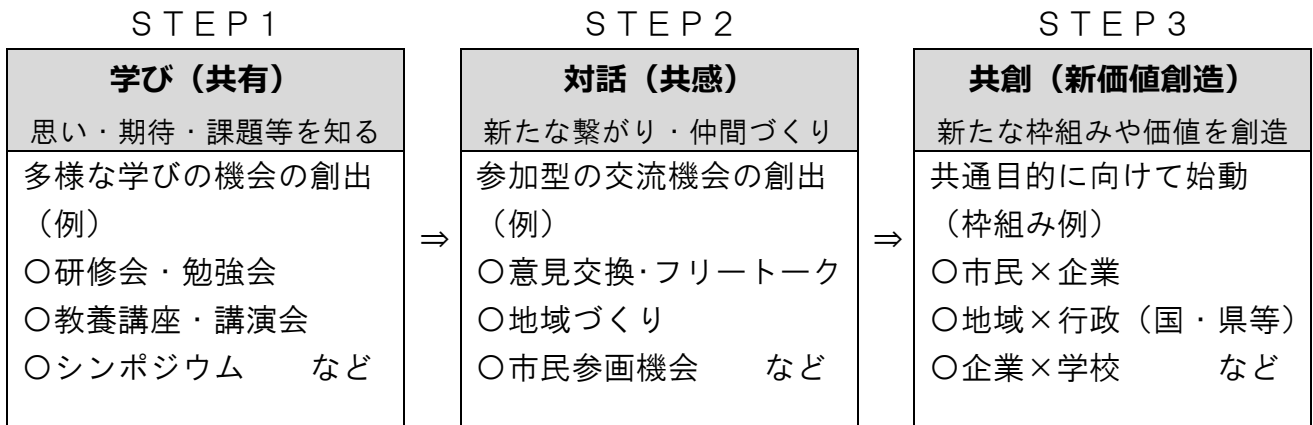 ＳＴＥＰ１
学び（共有）
思い・期待・課題等を知る
多様な学びの機会の創出
（例）
〇研修会・勉強会
〇教養講座・講演会
〇シンポジウム　　など
⇒
ＳＴＥＰ２
対話（共感）
新たな繋がり・仲間づくり
参加型の交流機会の創出
（例）
〇意見交換・フリートーク
〇地域づくり
〇市民参画機会　　など
⇒
ＳＴＥＰ３
共創（新価値創造）
新たな枠組みや価値を創造
共通目的に向けて始動
（枠組み例）
〇市民×企業
〇地域×行政（国・県等）
〇企業×学校　　　など